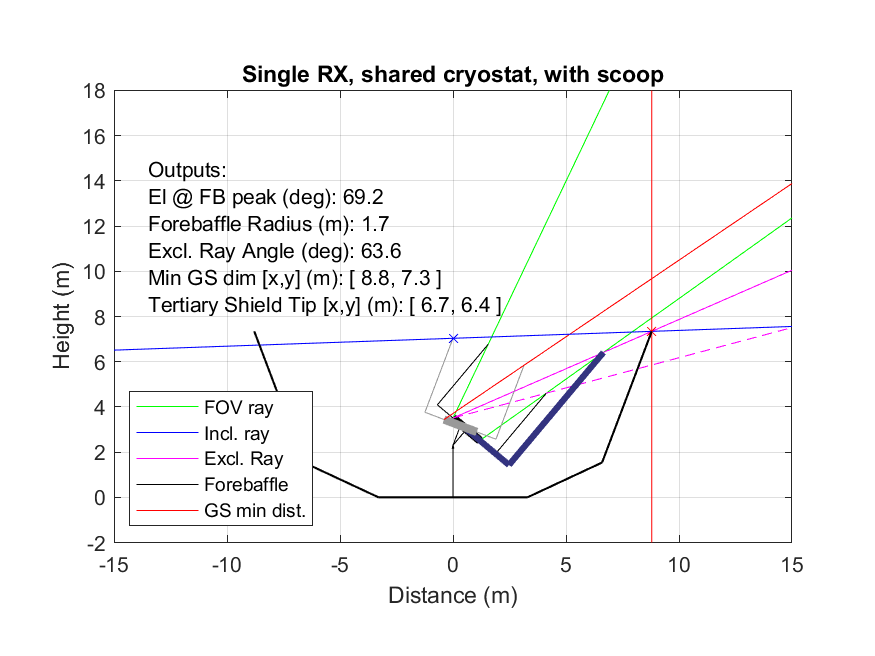 Single RX, shared cryostat, with scoop
18
16
14
12
10
8
6
4
2
0
-2
Height (m)
Outputs:
El @ FB peak (deg): 69.2
Forebaffle Radius (m): 1.7
Excl. Ray Angle (deg): 63.6
Min GS dim [x,y] (m): [ 8.8, 7.3 ]
Tertiary Shield Tip [x,y] (m): [ 6.7, 6.4 ]
FOV ray
Incl. ray
Excl. Ray
Forebaffle
GS min dist.
-15 -10 -5 0 5 10 15
Distance (m)